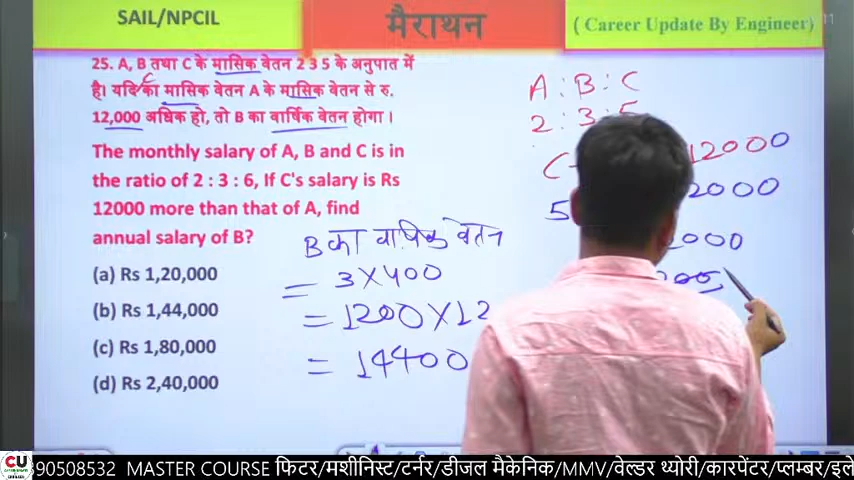 SAIL/NPCIL
मैराथन
( Career Update By Engineer)
11
25. A, B तथा C के मासिक वेतन 2 3 5 के अनुपात में
है। यदि का मासिक वेतन A के मासिक वेतन से रु.
12,000 अधिक हो, तो B का वार्षिक वेतन होगा।
The monthly salary of A, B and C is in
the ratio of 2 : 3 : 6, If C's salary is Rs
12000 more than that of A, find
annual salary of B?
(a) Rs 1,20,000
(b) Rs 1,44,000
(c) Rs 1,80,000
(d) Rs 2,40,000
B का वार्षिक वेतन
= 3 X 400
= 1200 X 12
= 14400
A : B : C
2 : 3 : 5
C
12000
5
2000
000
CU
90508532 MASTER COURSE फिटर/मशीनिस्ट/टर्नर/डीजल मैकेनिक/MMV/वेल्डर थ्योरी/कारपेंटर/प्लम्बर/इले